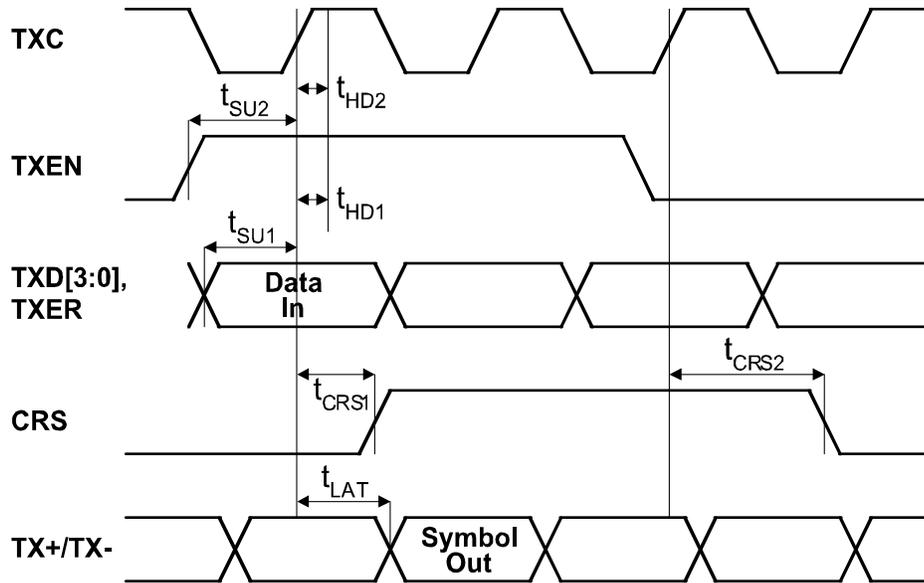 TXC
tHD2
tSU2
TXEN
tHD1
tSU1
TXD[3:0],
TXER
Data
In
tCRS2
tCRS1
CRS
tLAT
TX+/TX-
Symbol
Out